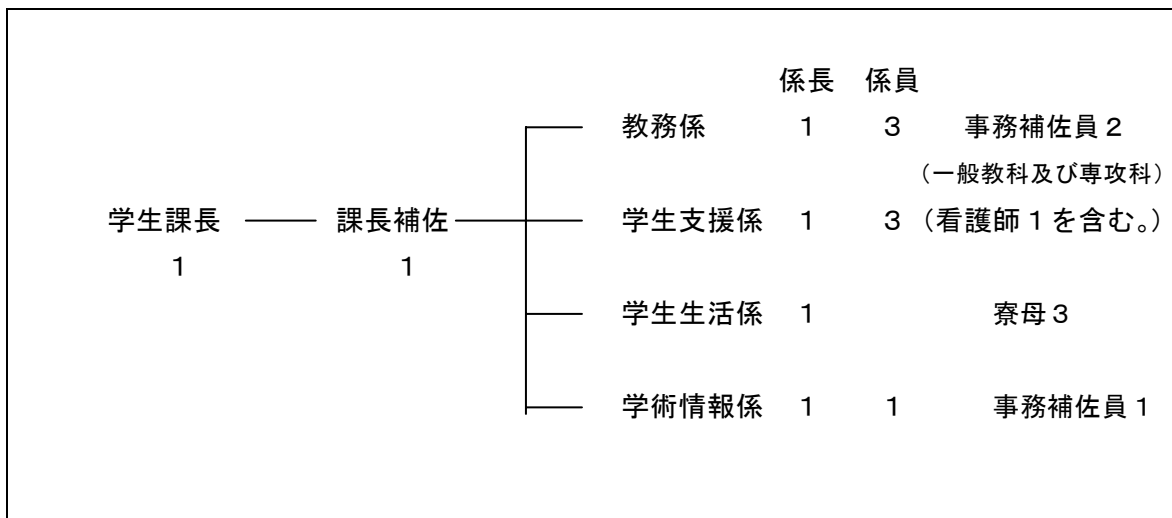 係長 係員
教務係 1 3 事務補佐員2
(一般教科及び専攻科)
学生課長 課長補佐 学生支援係 1 3 (看護師1を含む。)
1 1
学生生活係 1 寮母3
学術情報係 1 1 事務補佐員1